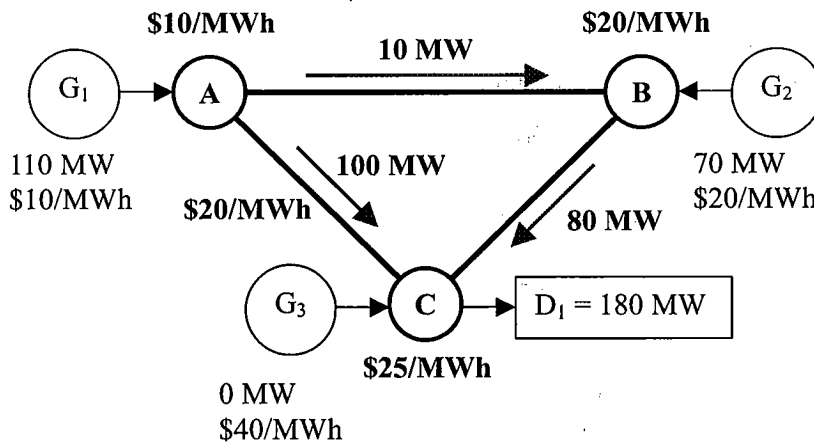 $10/MWh
$20/MWh
10 MW
G₁
A
B
G₂
110 MW
$10/MWh
100 MW
70 MW
$20/MWh
$20/MWh
80 MW
G₃
C
D₁ = 180 MW
$25/MWh
0 MW
$40/MWh